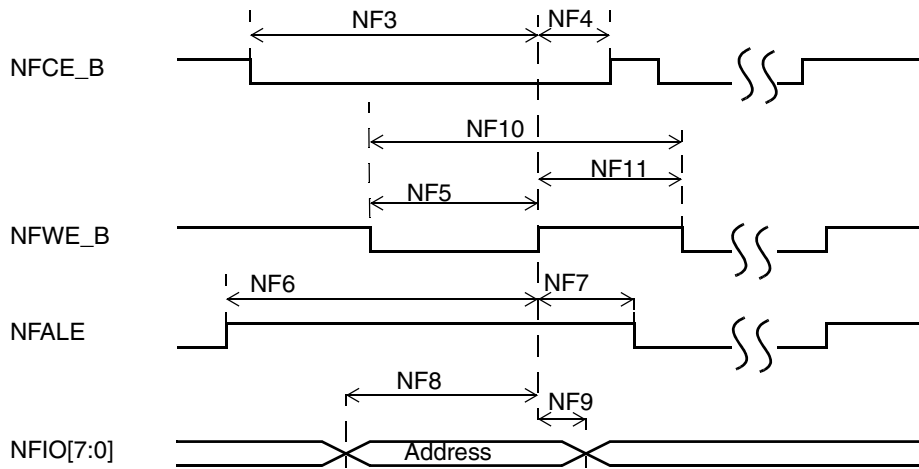 NF3 NF4
NFCE_B
NF10
NF11
NF5
NFWE_B
NF6 NF7
NFALE
NF8
NF9
NFIO[7:0] Address